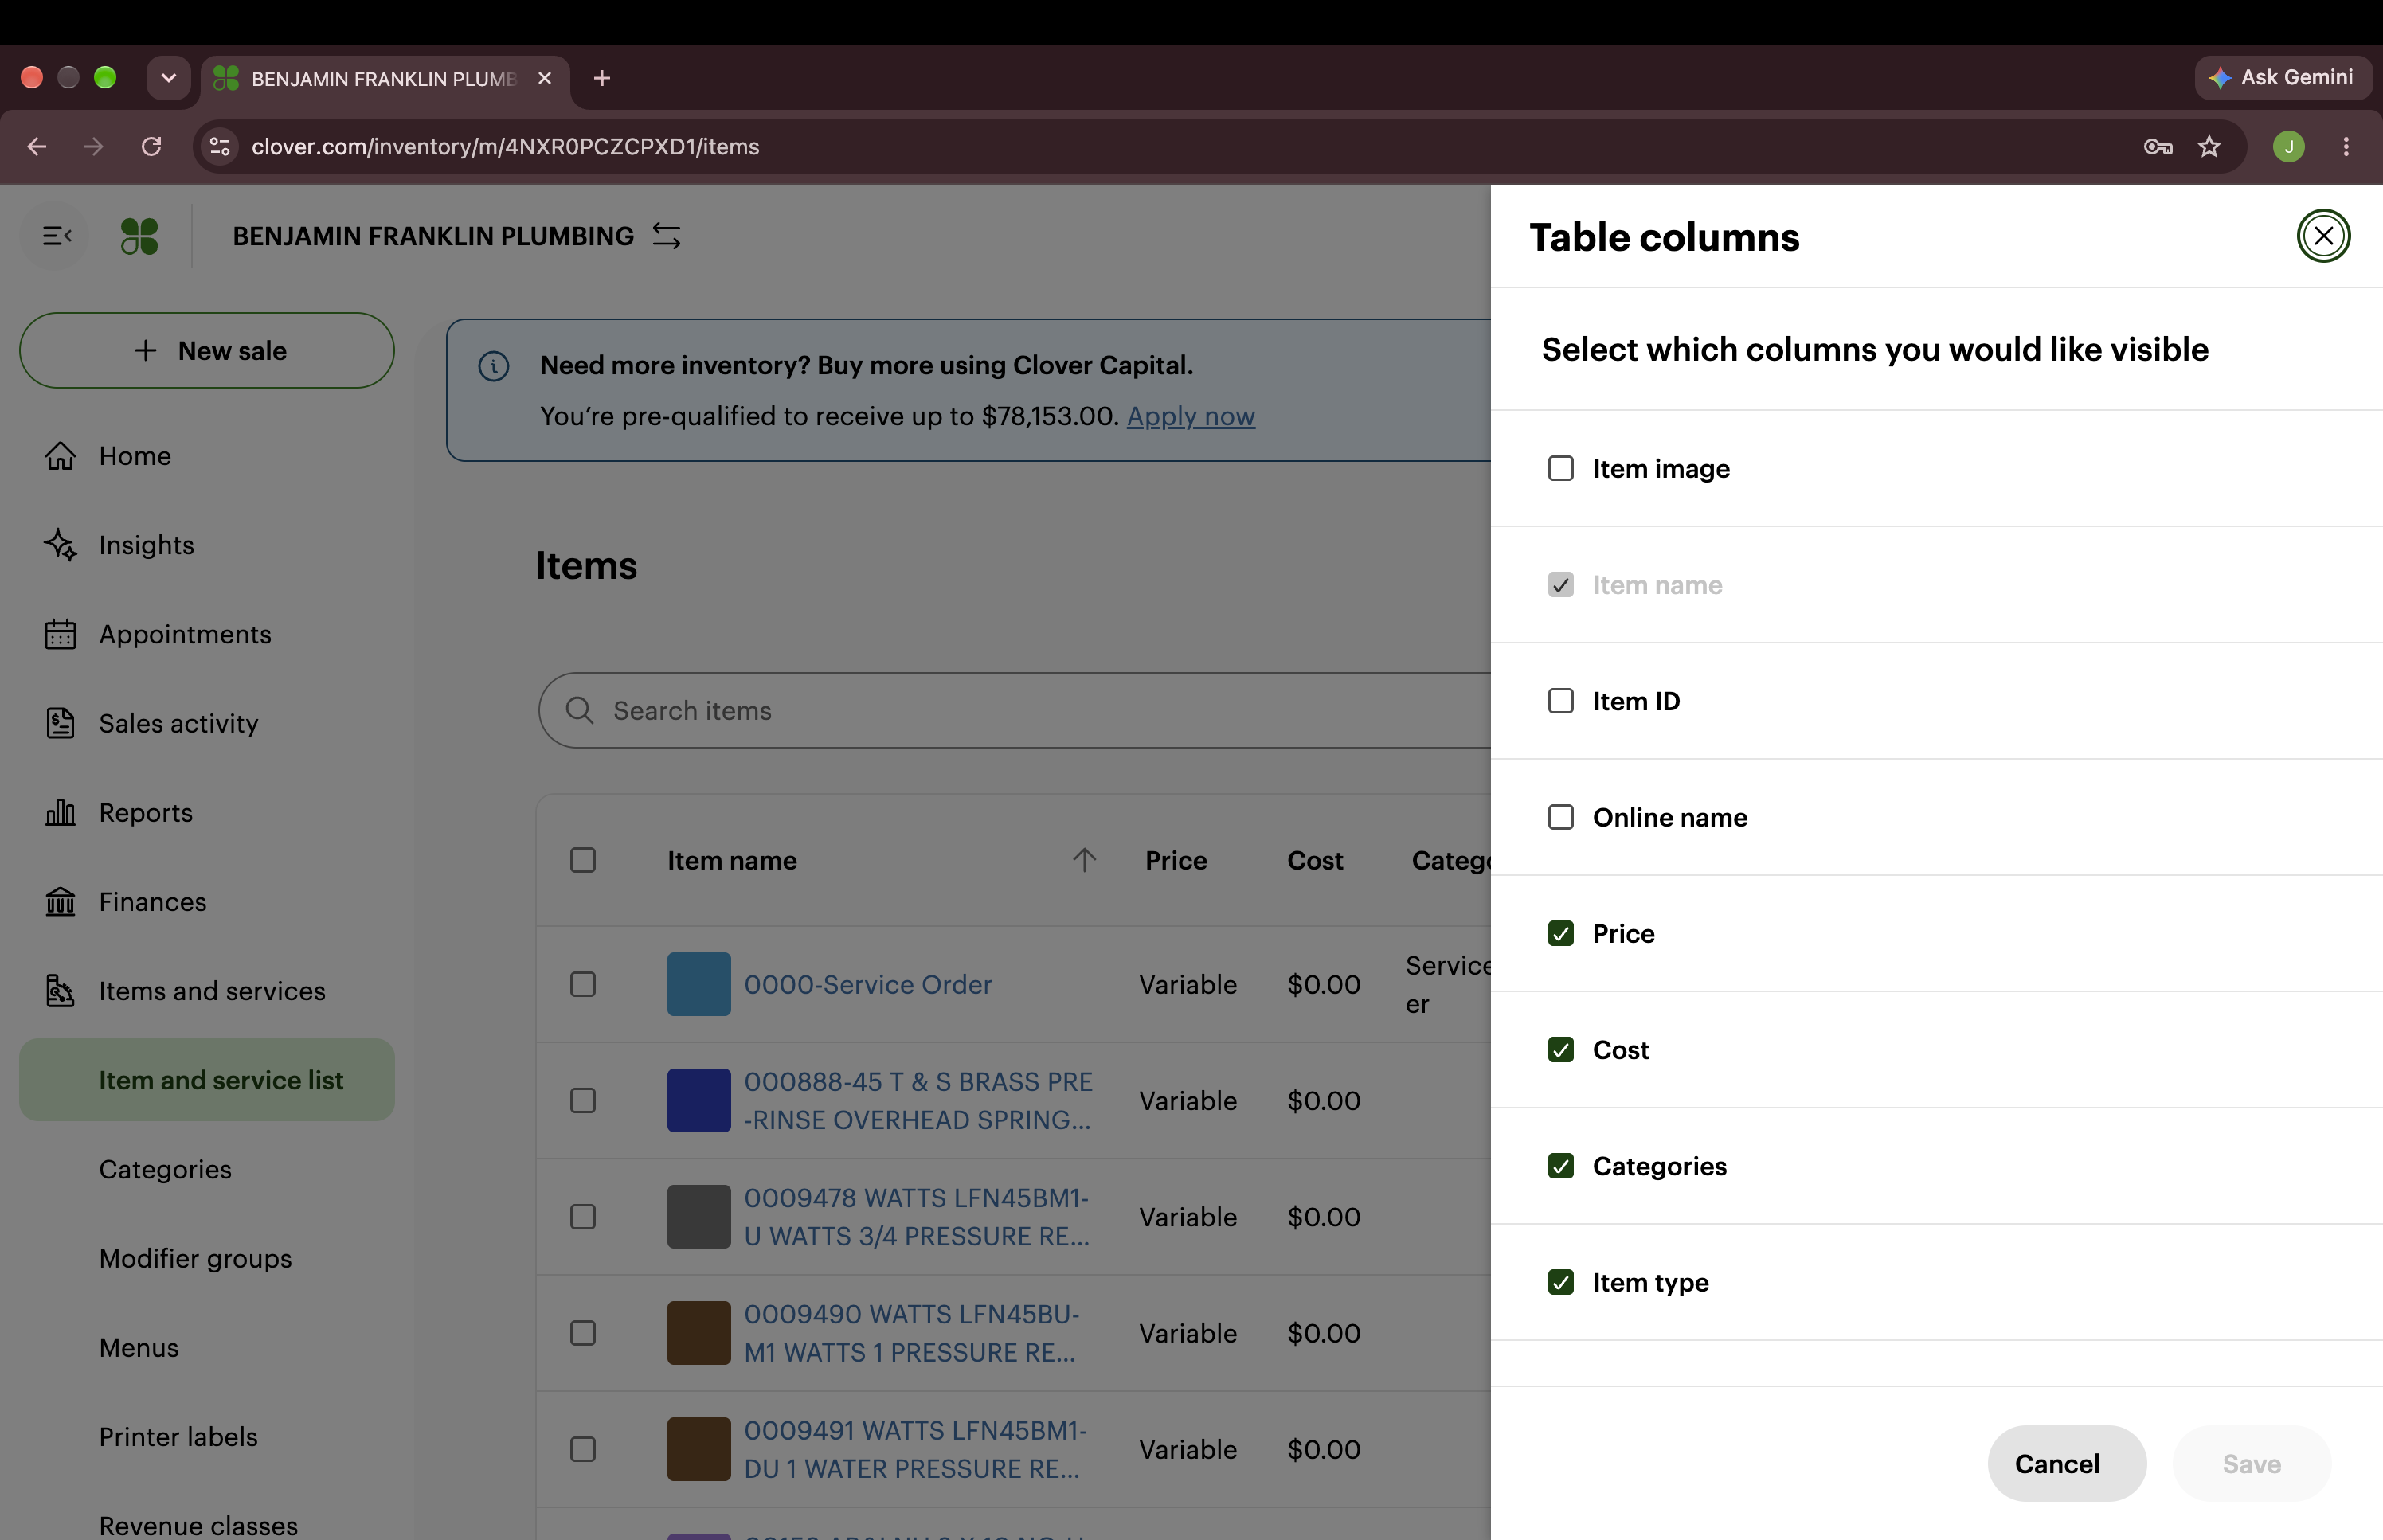 BENJAMIN FRANKLIN PLUMB
Ask Gemini
clover.com/inventory/m/4NXR0PCZCPXD1/items
J
BENJAMIN FRANKLIN PLUMBING
New sale
Home
Insights
Appointments
Sales activity
Reports
Finances
Items and services
Item and service list
Categories
Modifier groups
Menus
Printer labels
Revenue classes
Need more inventory? Buy more using Clover Capital.
You’re pre-qualified to receive up to $78,153.00. Apply now
Items
Search items
Item name Price Cost Catego
0000-Service Order Variable $0.00 Service
er
000888-45 T & S BRASS PRE
-RINSE OVERHEAD SPRING... Variable $0.00
0009478 WATTS LFN45BM1-
U WATTS 3/4 PRESSURE RE... Variable $0.00
0009490 WATTS LFN45BU-
M1 WATTS 1 PRESSURE RE... Variable $0.00
0009491 WATTS LFN45BM1-
DU 1 WATER PRESSURE RE... Variable $0.00
Table columns
Select which columns you would like visible
Item image
Item name
Item ID
Online name
Price
Cost
Categories
Item type
Cancel
Save